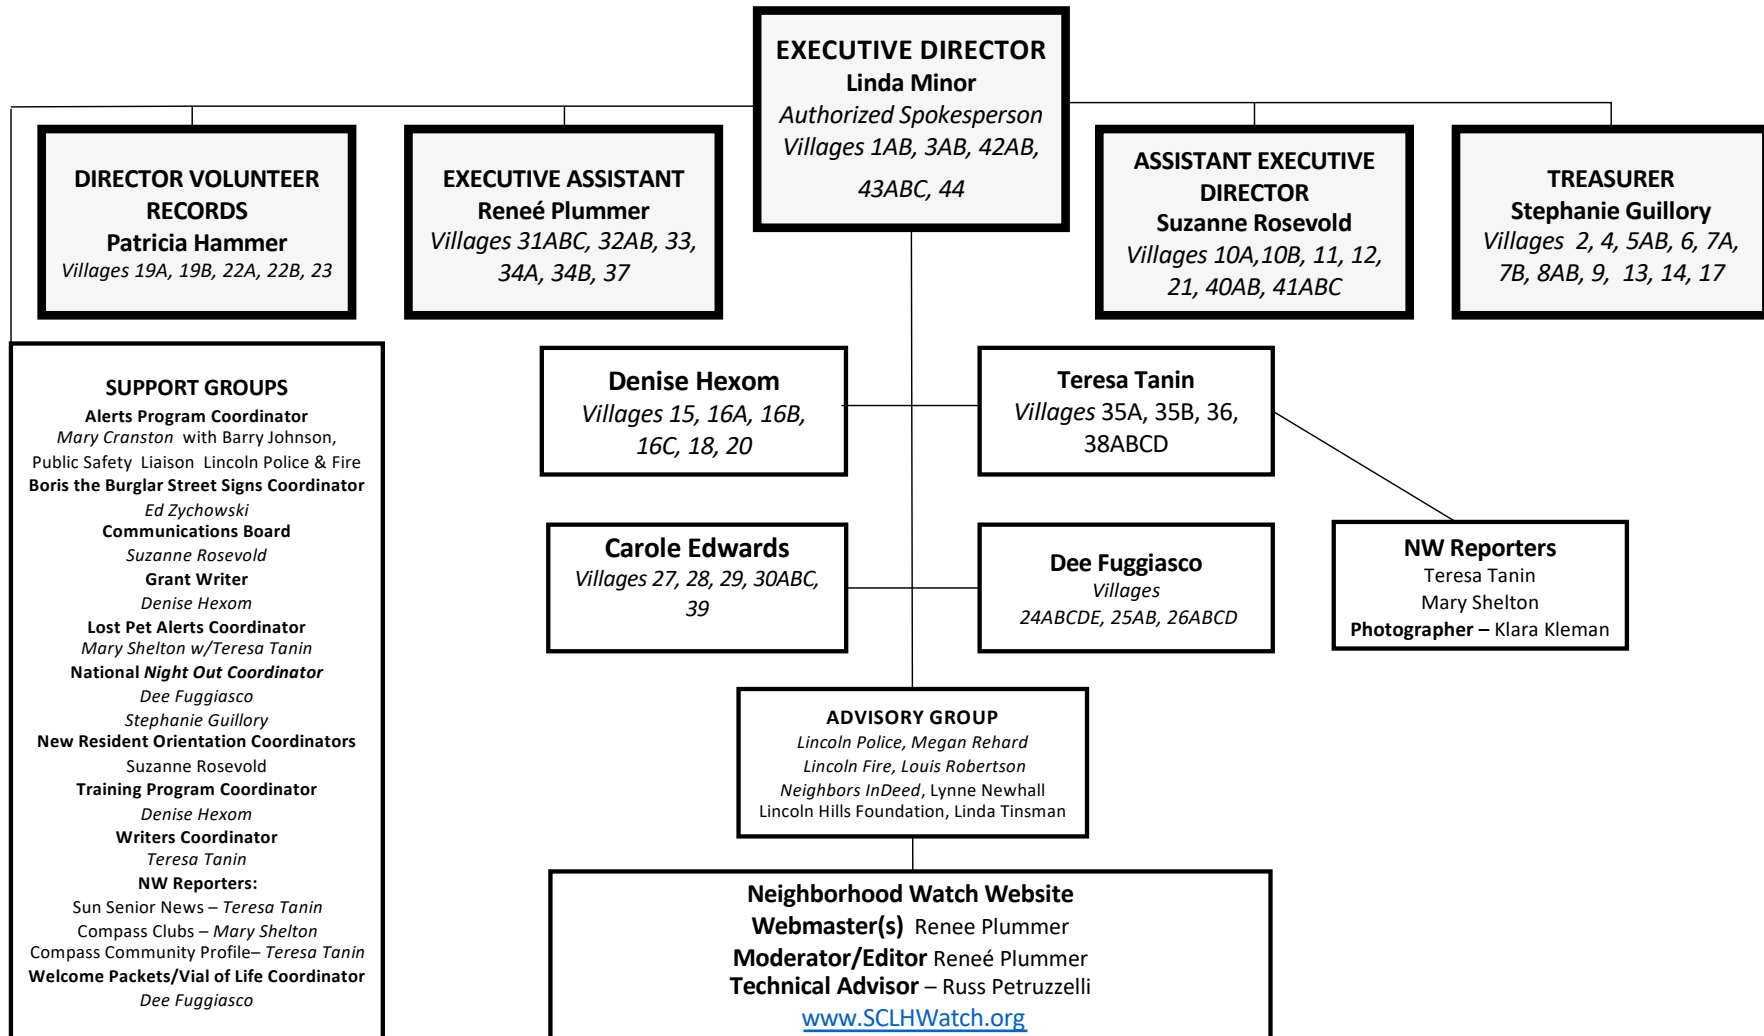 EXECUTIVE DIRECTOR
Linda Minor
Authorized Spokesperson
Villages 1AB, 3AB, 42AB,
43ABC, 44
DIRECTOR VOLUNTEER
RECORDS
Patricia Hammer
Villages 19A, 19B, 22A, 22B, 23
EXECUTIVE ASSISTANT
Reneé Plummer
Villages 31ABC, 32AB, 33,
34A, 34B, 37
ASSISTANT EXECUTIVE
DIRECTOR
Suzanne Rosevold
Villages 10A,10B, 11, 12,
21, 40AB, 41ABC
TREASURER
Stephanie Guillory
Villages 2, 4, 5AB, 6, 7A,
7B, 8AB, 9, 13, 14, 17
SUPPORT GROUPS
Alerts Program Coordinator
Mary Cranston with Barry Johnson,
Public Safety Liaison Lincoln Police & Fire
Boris the Burglar Street Signs Coordinator
Ed Zychowski
Communications Board
Suzanne Rosevold
Grant Writer
Denise Hexom
Lost Pet Alerts Coordinator
Mary Shelton w/Teresa Tanin
National Night Out Coordinator
Dee Fuggiasco
Stephanie Guillory
New Resident Orientation Coordinators
Suzanne Rosevold
Training Program Coordinator
Denise Hexom
Writers Coordinator
Teresa Tanin
NW Reporters:
Sun Senior News – Teresa Tanin
Compass Clubs – Mary Shelton
Compass Community Profile– Teresa Tanin
Welcome Packets/Vial of Life Coordinator
Dee Fuggiasco
Denise Hexom
Villages 15, 16A, 16B,
16C, 18, 20
Teresa Tanin
Villages 35A, 35B, 36,
38ABCD
Carole Edwards
Villages 27, 28, 29, 30ABC,
39
Dee Fuggiasco
Villages
24ABCDE, 25AB, 26ABCD
NW Reporters
Teresa Tanin
Mary Shelton
Photographer – Klara Kleman
ADVISORY GROUP
Lincoln Police, Megan Rehard
Lincoln Fire, Louis Robertson
Neighbors InDeed, Lynne Newhall
Lincoln Hills Foundation, Linda Tinsman
Neighborhood Watch Website
Webmaster(s) Renee Plummer
Moderator/Editor Reneé Plummer
Technical Advisor – Russ Petruzzelli
www.SCLHWatch.org